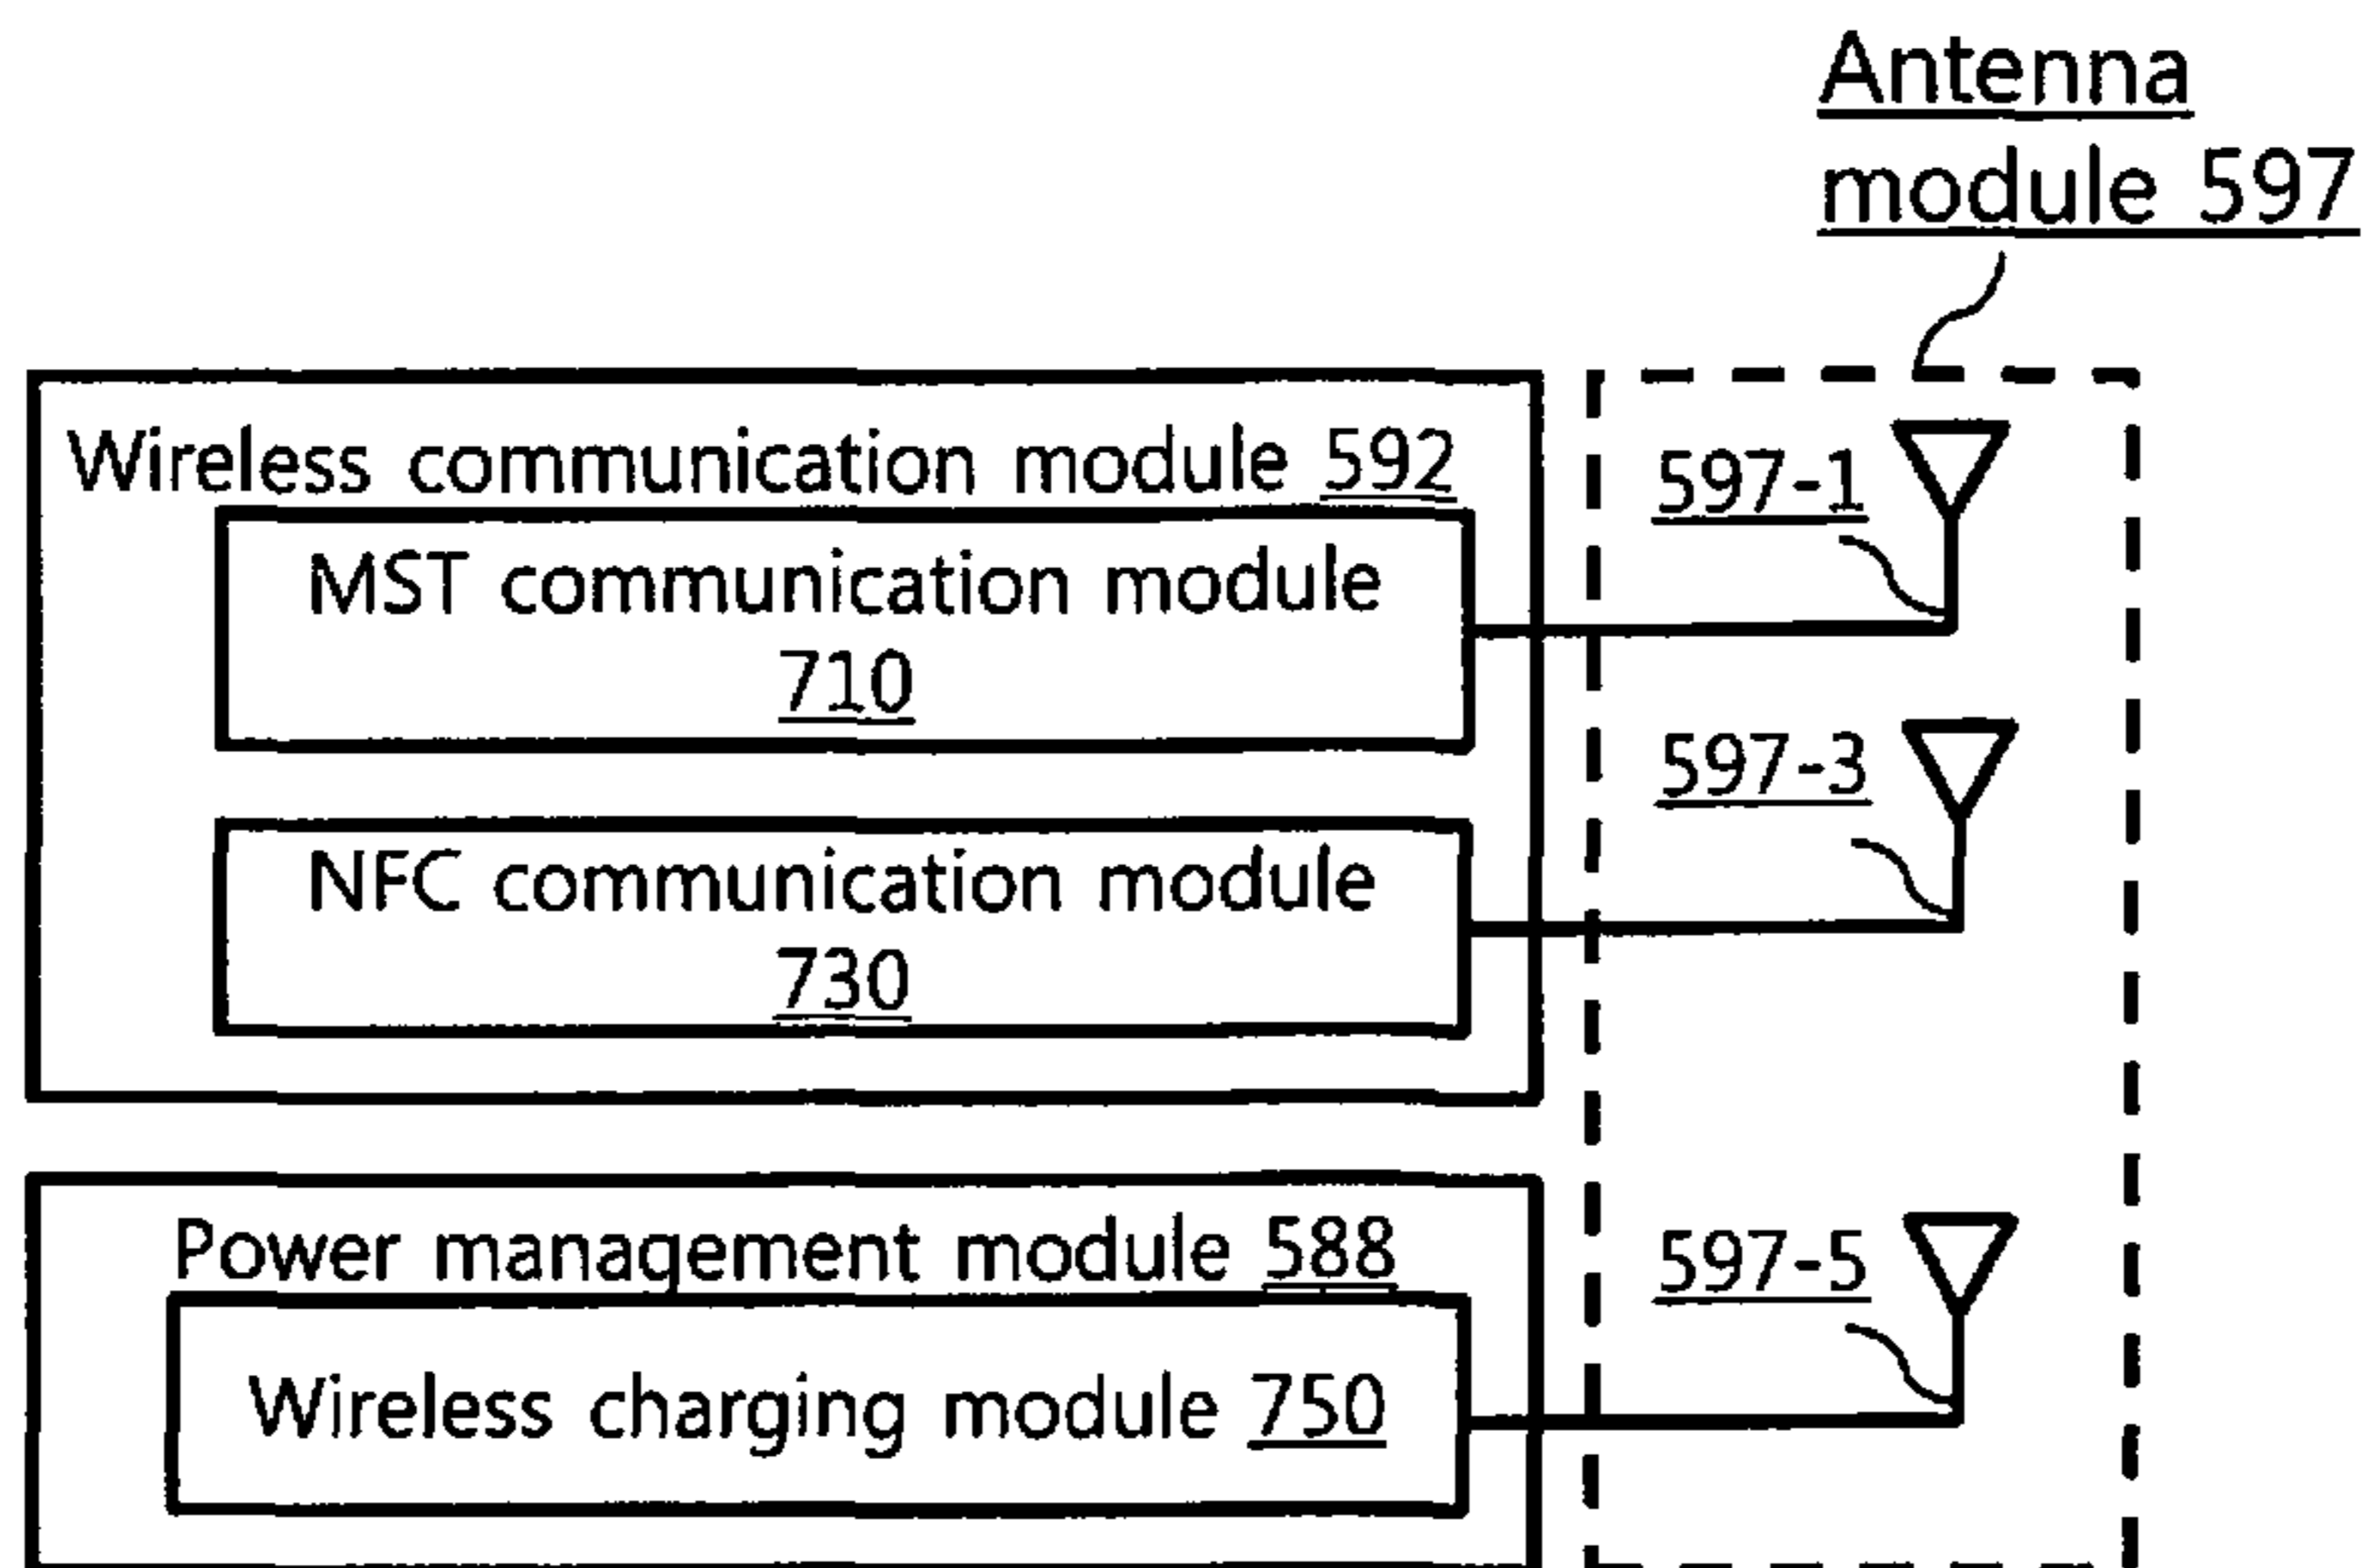 Antenna
module 597
Wireless communication module 592
597-1
MST communication module
710
597-3
NFC communication module
730
Power management module 588
597-5
Wireless charging module 750